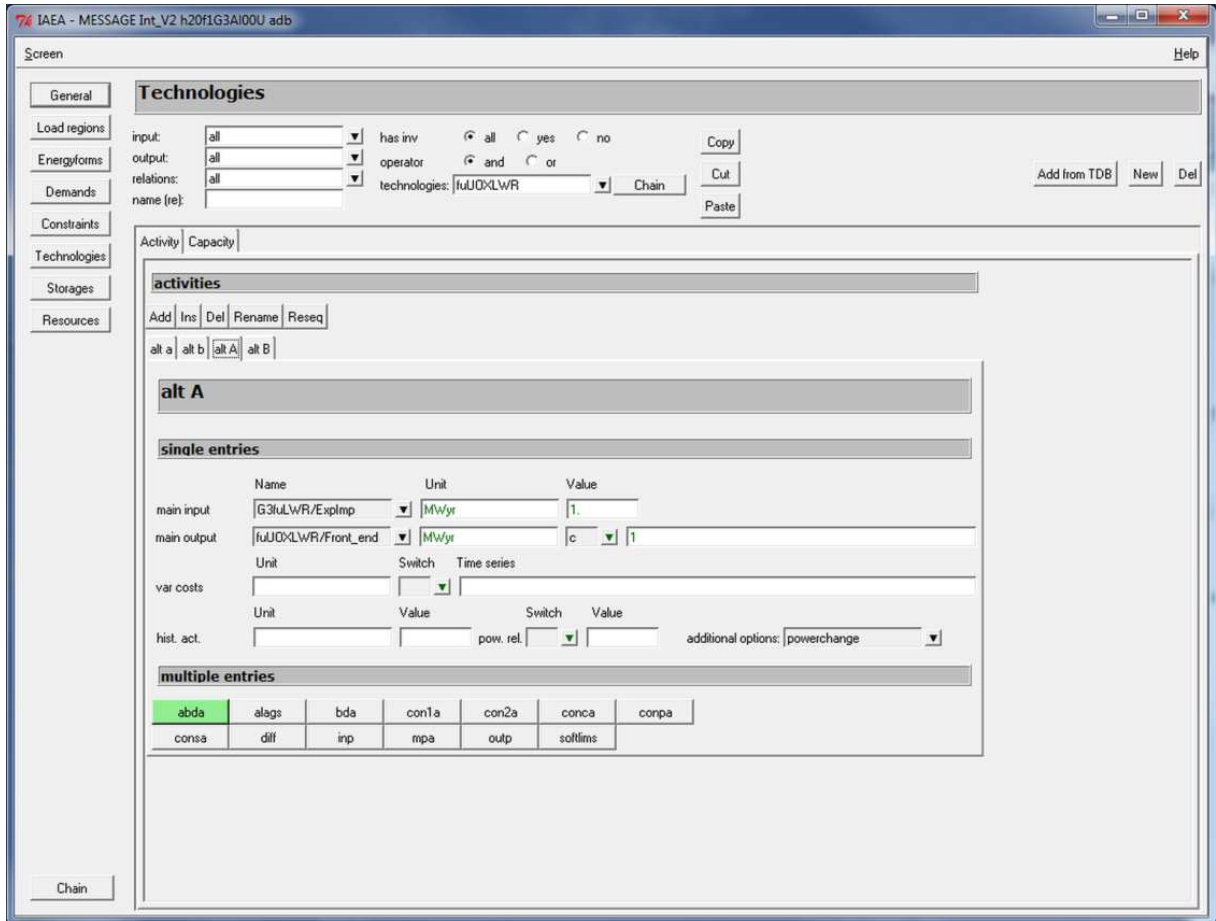 IAEA - MESSAGE Int_V2 h20f1G3Al00U adb
Screen Help
General
Load regions
Energyforms
Demands
Constraints
Technologies
Storages
Resources
Chain
Technologies
input: all has inv all yes no Copy
output: all operator and or Cut
relations: all technologies: fuUOXLWR Chain Add from TDB New Del
name (re): Paste
Activity Capacity
activities
Add Ins Del Rename Reseq
alt a alt b alt A alt B
alt A
single entries
Name Unit Value
main input G3fuLWR/ExpImp MWyr 1.
main output fuUOXLWR/Front_end MWyr c 1
Unit Switch Time series
var costs
Unit Value Switch Value
hist. act. pow. rel. additional options: powerchange
multiple entries
abda alags bda con1a con2a conca conpa
consa diff inp mpa outp softlims